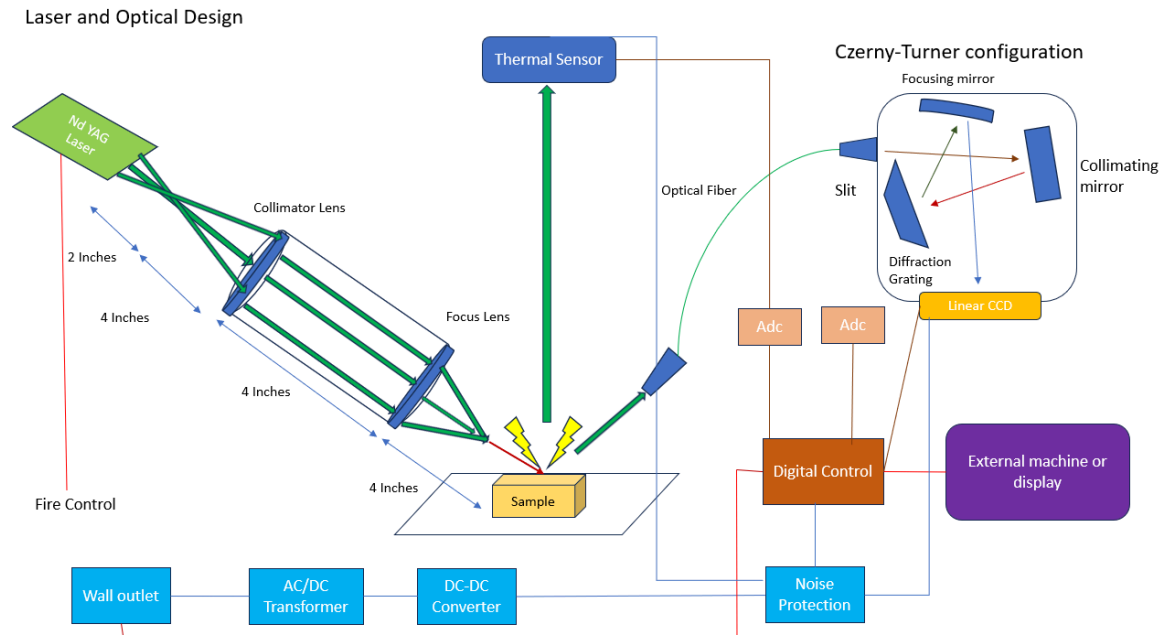 Laser and Optical Design
Thermal Sensor
Czerny-Turner configuration
Focusing mirror
Nd YAG
Laser
Collimating
mirror
Optical Fiber
Slit
Collimator Lens
2 Inches
Diffraction
Grating
Linear CCD
4 Inches
Focus Lens
Adc
Adc
4 Inches
4 Inches
Sample
Digital Control
External machine or
display
Fire Control
Wall outlet
AC/DC
Transformer
DC-DC
Converter
Noise
Protection